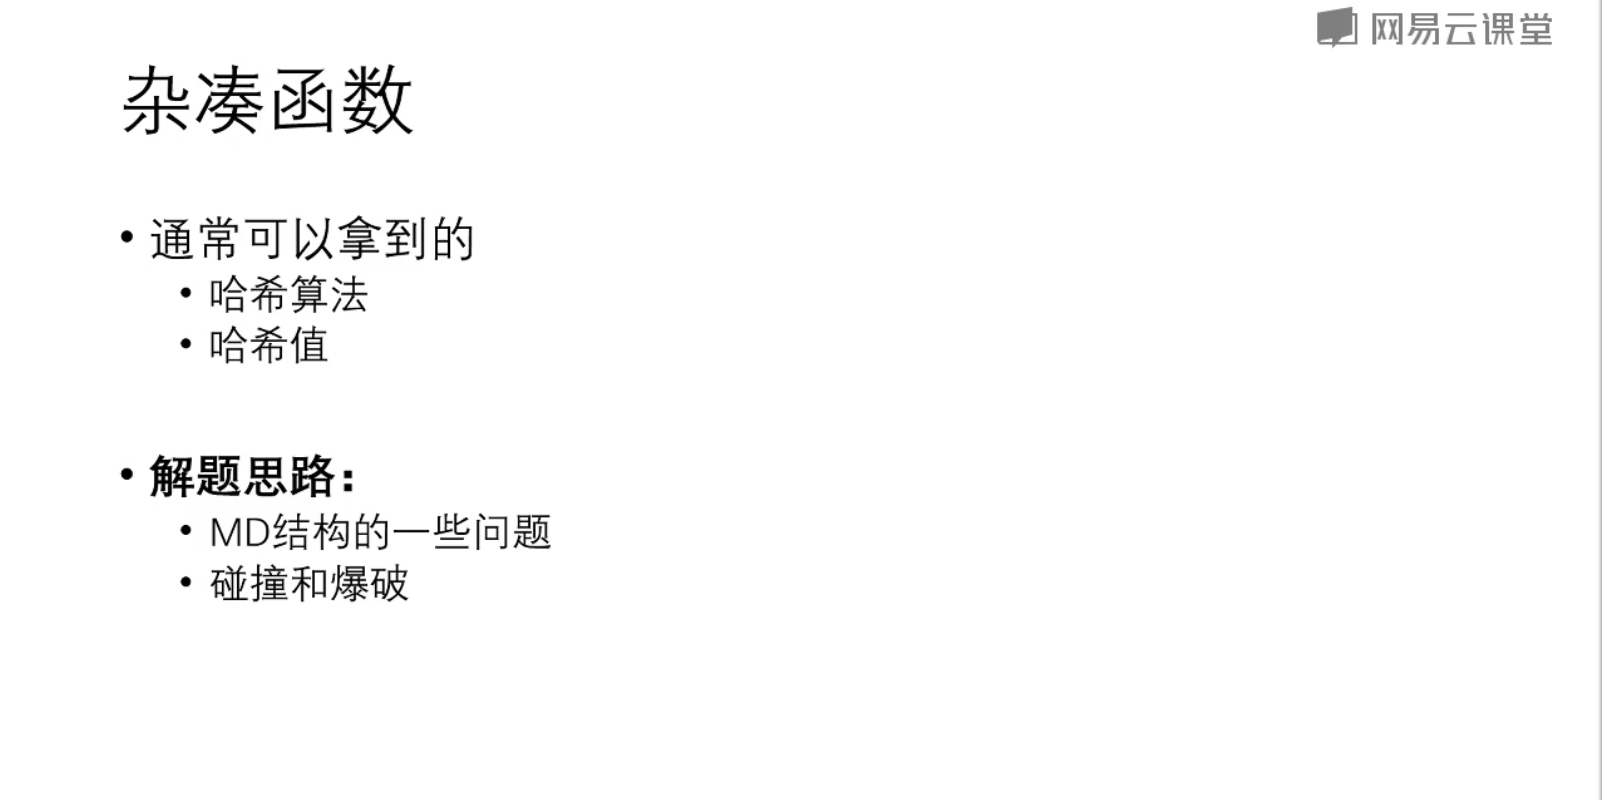 网易云课堂
杂凑函数
• 通常可以拿到的
• 哈希算法
• 哈希值
• 解题思路：
• MD结构的一些问题
• 碰撞和爆破